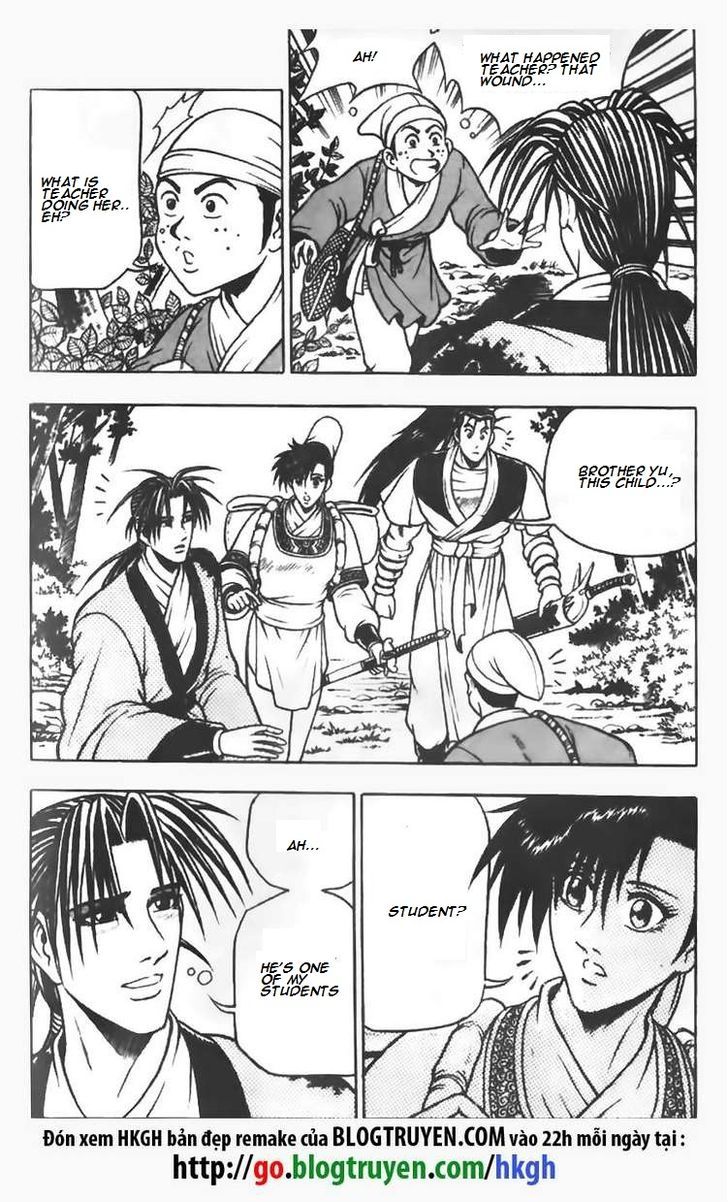 WHAT IS
TEACHER
DOING HER..
EH?
AH!
WHAT HAPPENED
TEACHER? THAT
WOUND...
BROTHER YU,
THIS CHILD...?
AH...
HE'S ONE
OF MY
STUDENTS
STUDENT?
Đón xem HKGH bản đẹp remake của BLOGTRUYEN.COM vào 22h mỗi ngày tại :
http://go.blogtruyen.com/hkgh